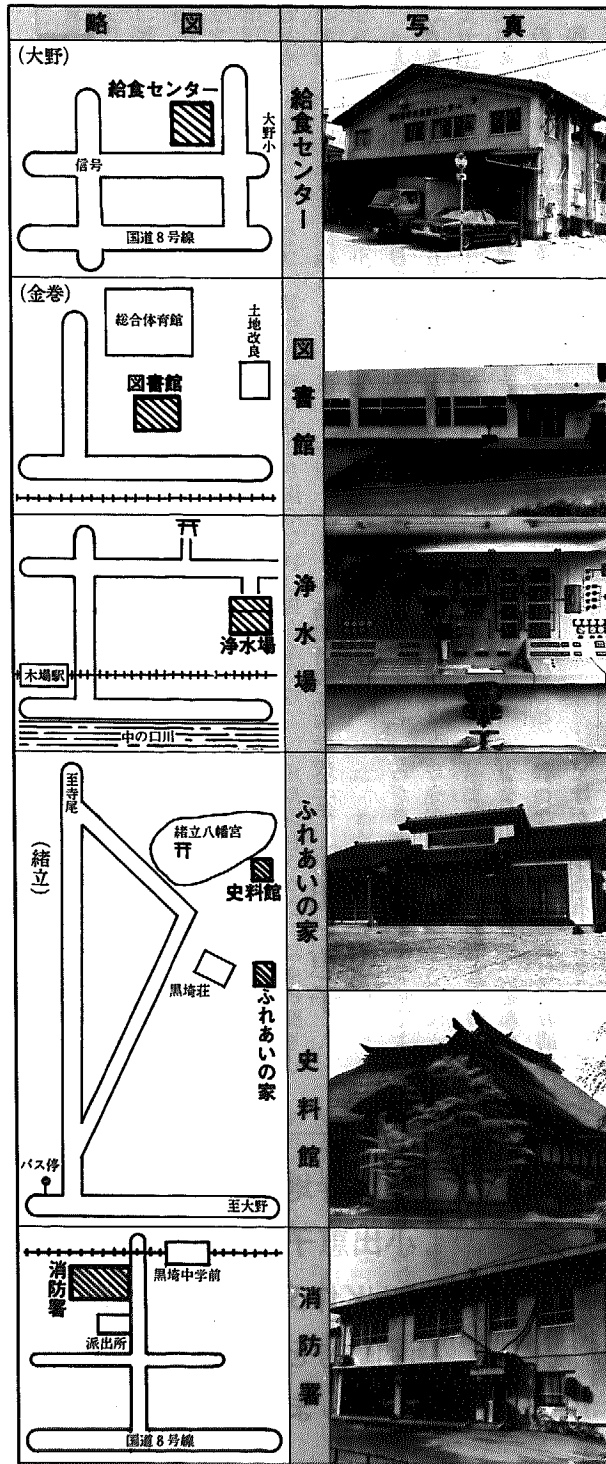 略図
写真
(大野)
給食センター
大野小
信号
国道8号線
給食センター
(金巻)
総合体育館
土地改良
図書館
図書館
浄水場
木場駅
中の口川
浄水場
至寺尾
(緒立)
緒立八幡宮
史料館
黒埼荘
ふれあいの家
バス停
至大野
ふれあいの家
史料館
黒埼中学前
消防署
派出所
国道8号線
消防署